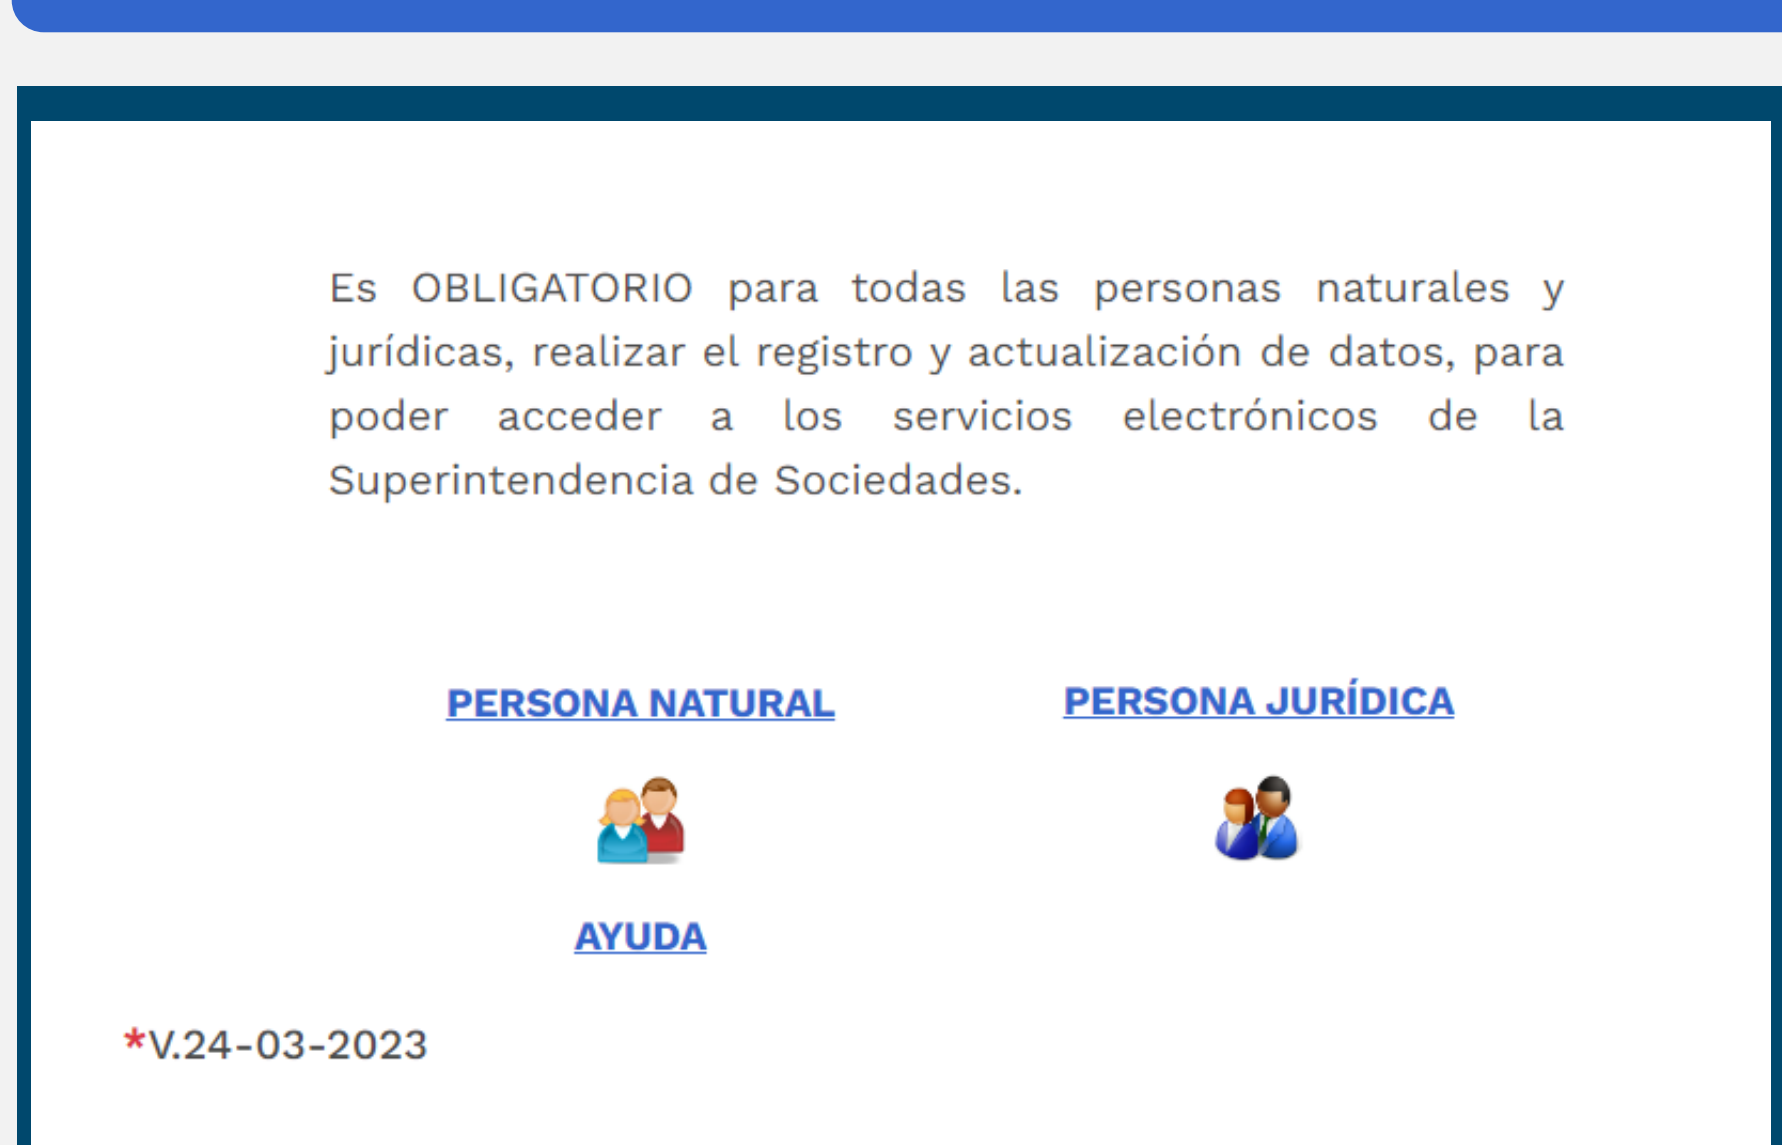 Es OBLIGATORIO para todas las personas naturales y
jurídicas, realizar el registro y actualización de datos, para
poder acceder a los servicios electrónicos de la
Superintendencia de Sociedades.
PERSONA NATURAL
PERSONA JURÍDICA
AYUDA
*V.24-03-2023